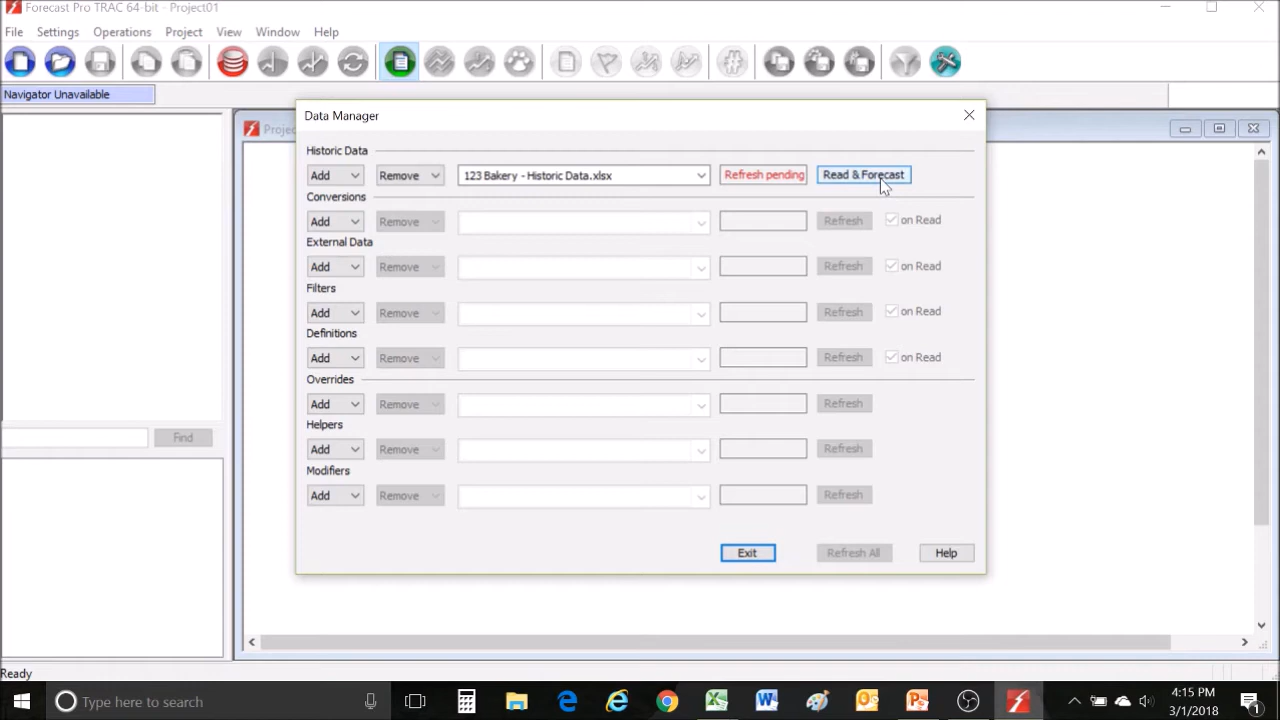 Forecast Pro TRAC 64-bit - Project01
File Settings Operations Project View Window Help
Navigator Unavailable
Data Manager
Historic Data
Add Remove 123 Bakery - Historic Data.xlsx Refresh pending Read & Forecast
Conversions
Add Remove Refresh on Read
External Data
Add Remove Refresh on Read
Filters
Add Remove Refresh on Read
Definitions
Add Remove Refresh on Read
Overrides
Add Remove Refresh
Helpers
Add Remove Refresh
Modifiers
Add Remove Refresh
Exit Refresh All Help
Find
Ready
Type here to search
4:15 PM
3/1/2018